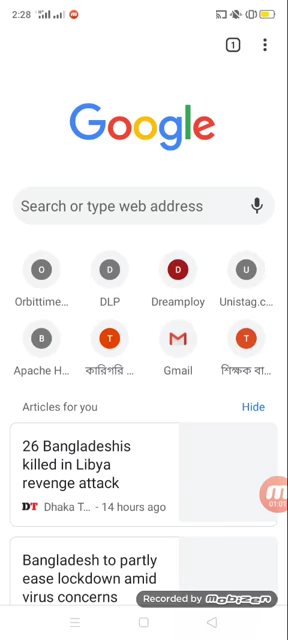 2:28
1
Google
Search or type web address
O
D
D
U
Orbittime...
DLP
Dreamploy
Unistag.c...
B
T
M
T
Apache H...
কারিগরি ...
Gmail
শিক্ষক বা...
Articles for you
Hide
26 Bangladeshis
killed in Libya
revenge attack
DT
Dhaka T... - 14 hours ago
01:01
Bangladesh to partly
ease lockdown amid
virus concerns
Recorded by mobizen